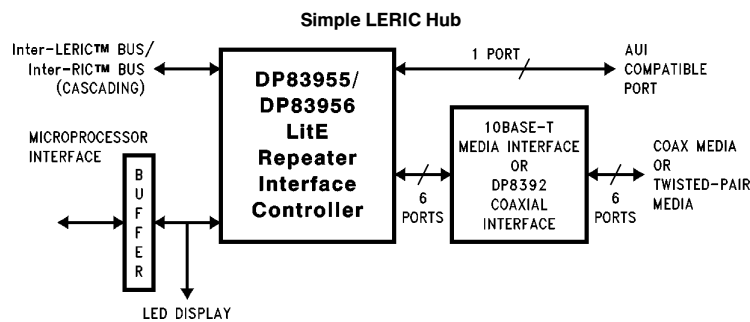 Simple LERIC Hub
Inter-LERIC™ BUS/
Inter-RIC™ BUS
(CASCADING)
DP83955/
DP83956
LitE
Repeater
Interface
Controller
1 PORT
AUI
COMPATIBLE
PORT
MICROPROCESSOR
INTERFACE
BUFFER
LED DISPLAY
6
PORTS
10BASE-T
MEDIA INTERFACE
OR
DP8392
COAXIAL
INTERFACE
6
PORTS
COAX MEDIA
OR
TWISTED-PAIR
MEDIA